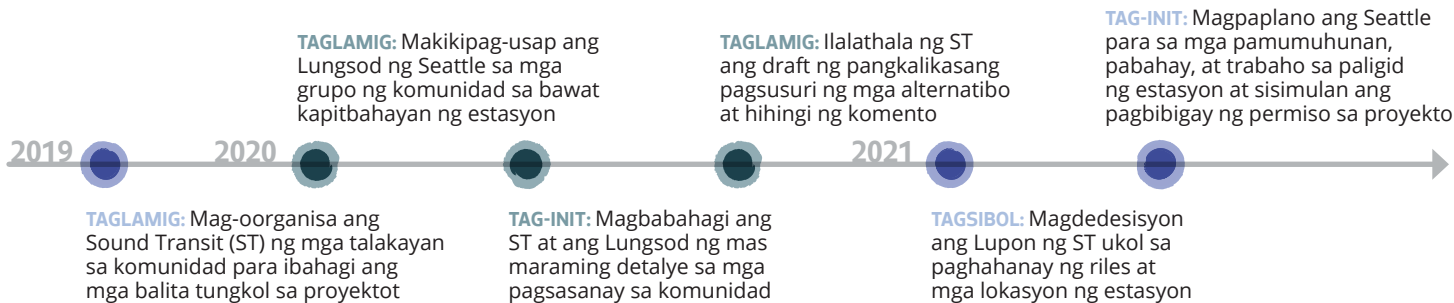 2019
TAGLAMIG: Mag-oorganisa ang
Sound Transit (ST) ng mga talakayan
sa komunidad para ibahagi ang
mga balita tungkol sa proyektot
2020
TAGLAMIG: Makikipag-usap ang
Lungsod ng Seattle sa mga
grupo ng komunidad sa bawat
kapitbahayan ng estasyon
TAG-INIT: Magbabahagi ang
ST at ang Lungsod ng mas
maraming detalye sa mga
pagsasanay sa komunidad
TAGLAMIG: Ilalathala ng ST
ang draft ng pangkalikasang
pagsusuri ng mga alternatibo
at hihingi ng komento
2021
TAGSIBOL: Magdedesisyon
ang Lupon ng ST ukol sa
paghahanay ng riles at
mga lokasyon ng estasyon
TAG-INIT: Magpaplano ang Seattle
para sa mga pamumuhunan,
pabahay, at trabaho sa paligid
ng estasyon at sisimulan ang
pagbibigay ng permiso sa proyekto